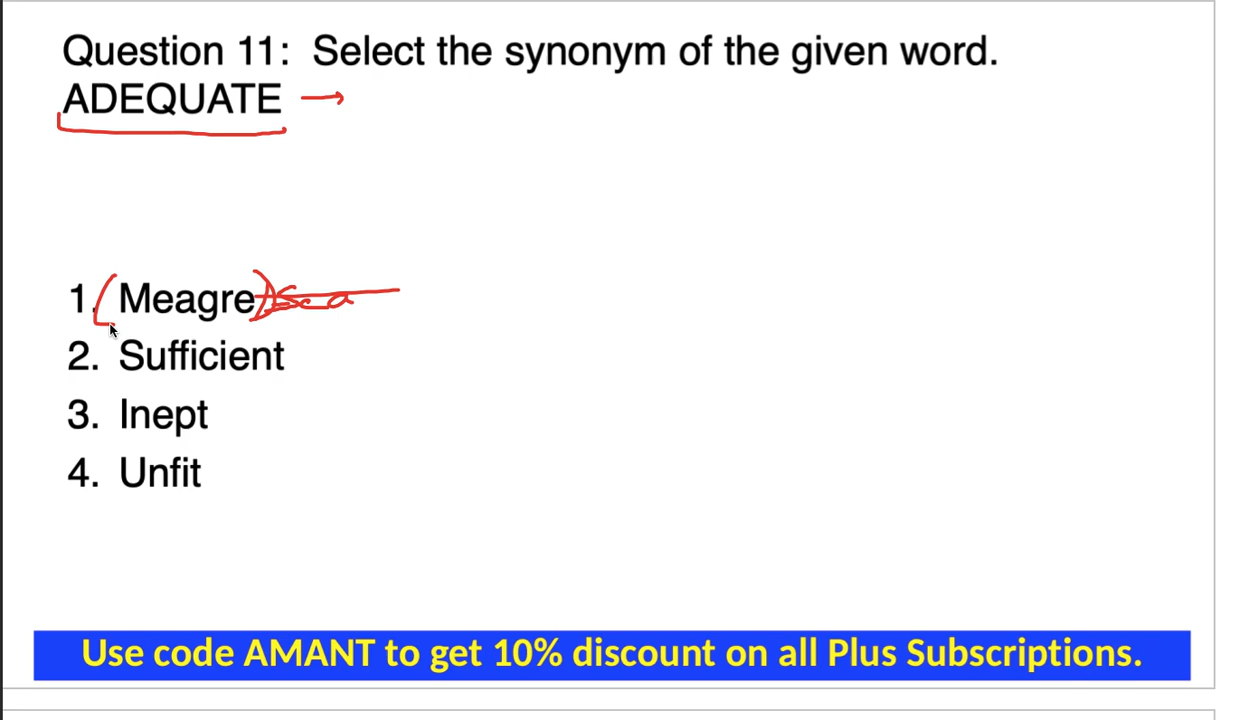 Question 11: Select the synonym of the given word.
ADEQUATE
1. Meagre
2. Sufficient
3. Inept
4. Unfit
Use code AMANT to get 10% discount on all Plus Subscriptions.